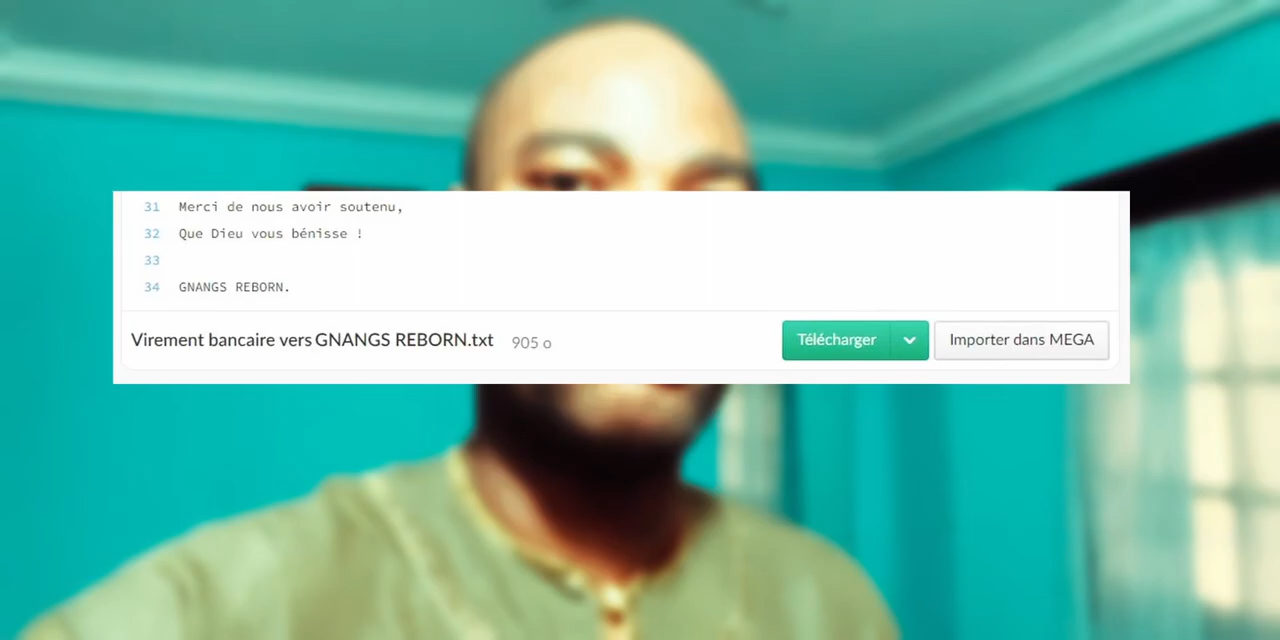 31 Merci de nous avoir soutenu,
32 Que Dieu vous bénisse !
33
34 GNANGS REBORN.
Virement bancaire vers GNANGS REBORN.txt 905 o Télécharger Importer dans MEGA